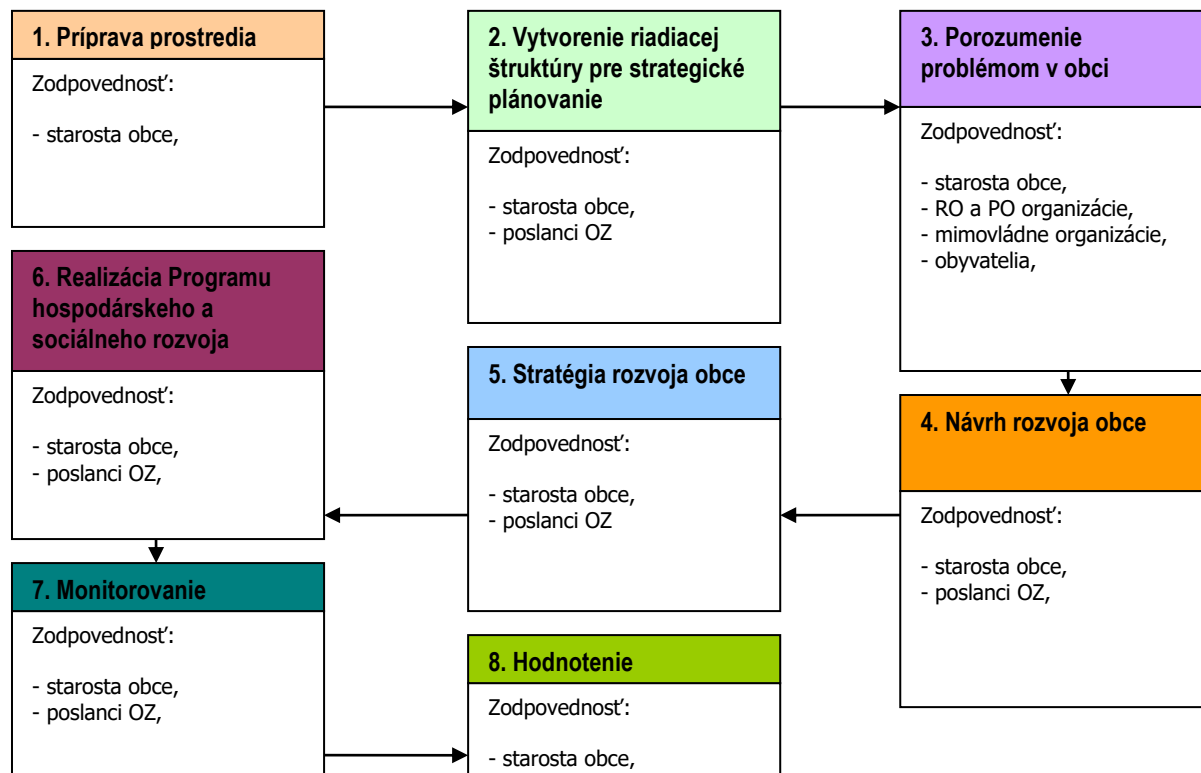 1. Príprava prostredia
Zodpovednosť:
- starosta obce,
2. Vytvorenie riadiacej
štruktúry pre strategické
plánovanie
Zodpovednosť:
- starosta obce,
- poslanci OZ
3. Porozumenie
problémom v obci
Zodpovednosť:
- starosta obce,
- RO a PO organizácie,
- mimovládne organizácie,
- obyvatelia,
4. Návrh rozvoja obce
Zodpovednosť:
- starosta obce,
- poslanci OZ,
5. Stratégia rozvoja obce
Zodpovednosť:
- starosta obce,
- poslanci OZ
6. Realizácia Programu
hospodárskeho a
sociálneho rozvoja
Zodpovednosť:
- starosta obce,
- poslanci OZ,
7. Monitorovanie
Zodpovednosť:
- starosta obce,
- poslanci OZ,
8. Hodnotenie
Zodpovednosť:
- starosta obce,